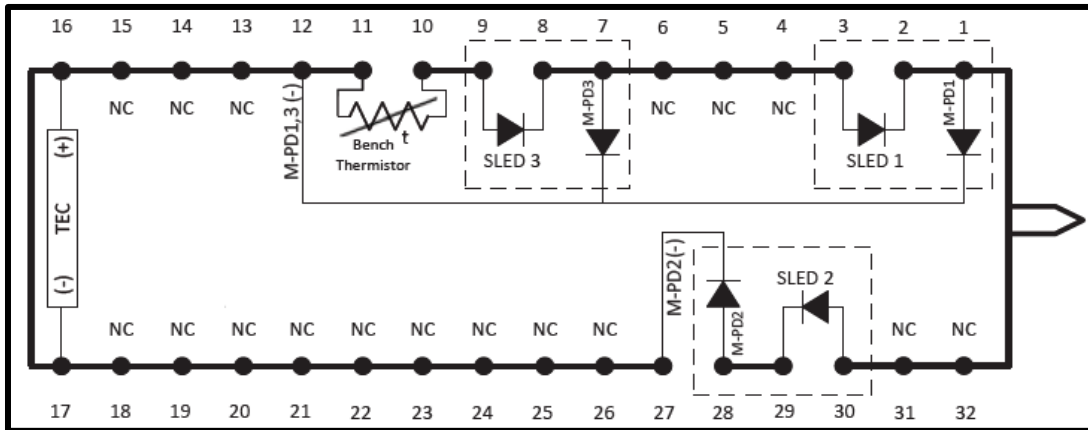 16 15 14 13 12 11 10 9 8 7 6 5 4 3 2 1
NC NC NC NC NC NC
M-PD1,3 (-)
t
Bench
Thermistor
SLED 3
M-PD3
SLED 1
M-PD1
(+)
TEC
(-)
M-PD2(-)
M-PD2
SLED 2
NC NC NC NC NC NC NC NC NC NC NC
17 18 19 20 21 22 23 24 25 26 27 28 29 30 31 32